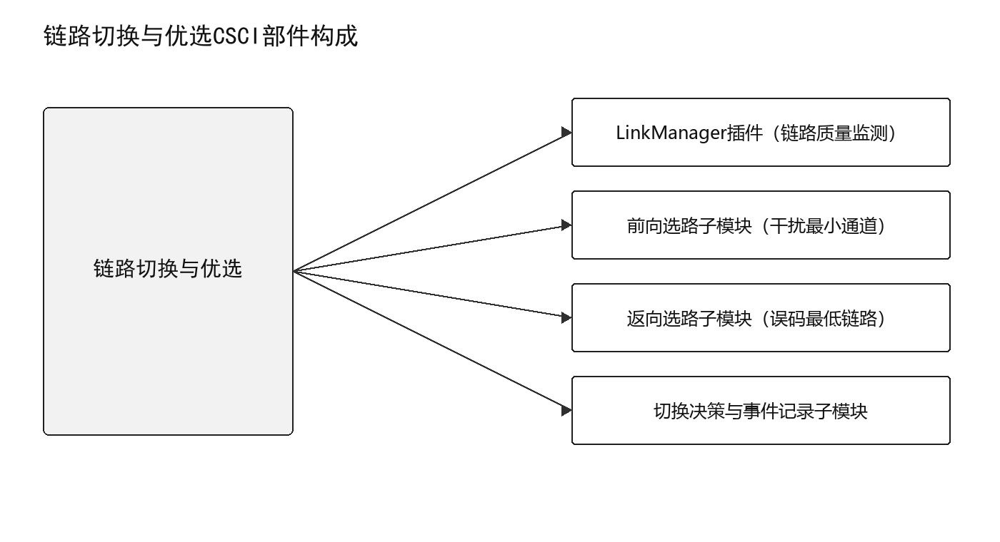 链路切换与优选CSCI部件构成
LinkManager插件（链路质量监测）
前向选路子模块（干扰最小通道）
链路切换与优选
返向选路子模块（误码最低链路）
切换决策与事件记录子模块